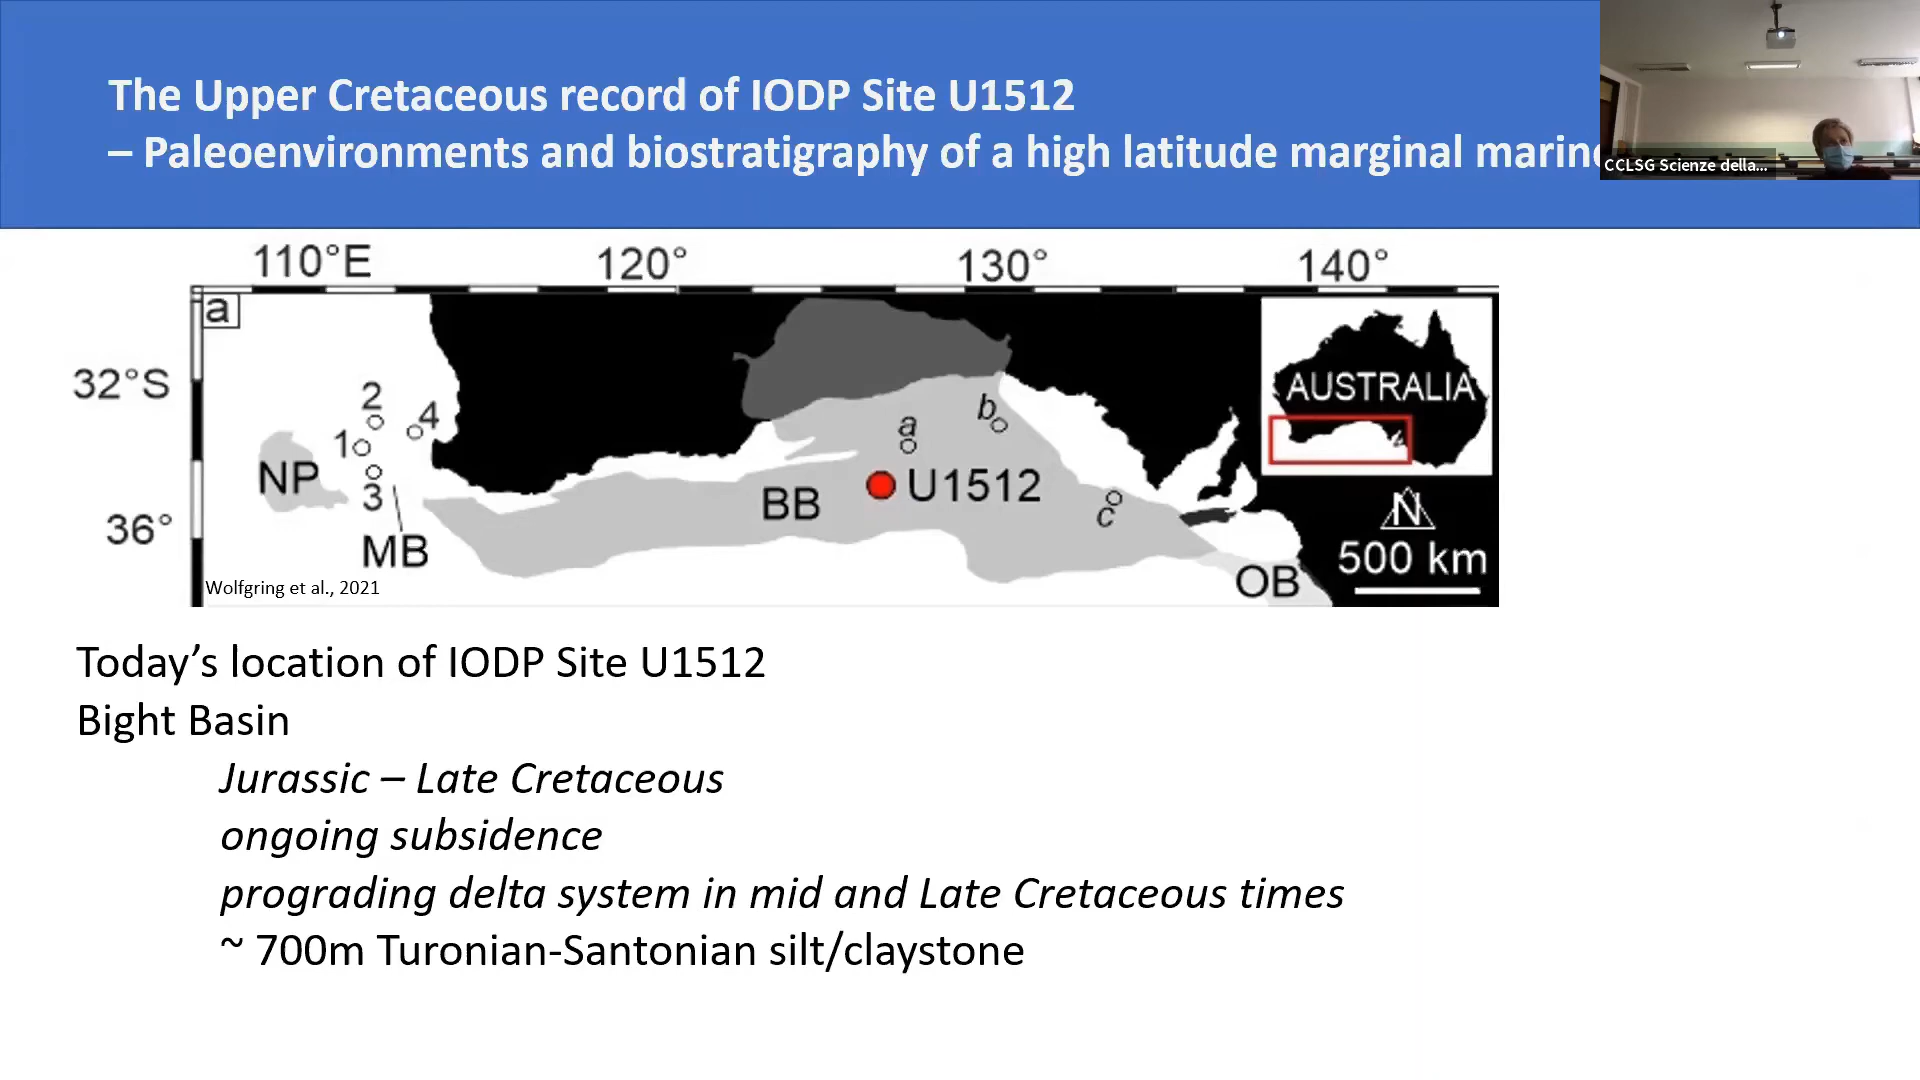 The Upper Cretaceous record of IODP Site U1512
– Paleoenvironments and biostratigraphy of a high latitude marginal marine
CCLSG Scienze della...
110°E 120° 130° 140°
a
32°S
36°
2
4
1
3
NP
MB
BB
a
b
U1512
c
OB
AUSTRALIA
N
500 km
Wolfgring et al., 2021
Today’s location of IODP Site U1512
Bight Basin
Jurassic – Late Cretaceous
ongoing subsidence
prograding delta system in mid and Late Cretaceous times
~ 700m Turonian-Santonian silt/claystone